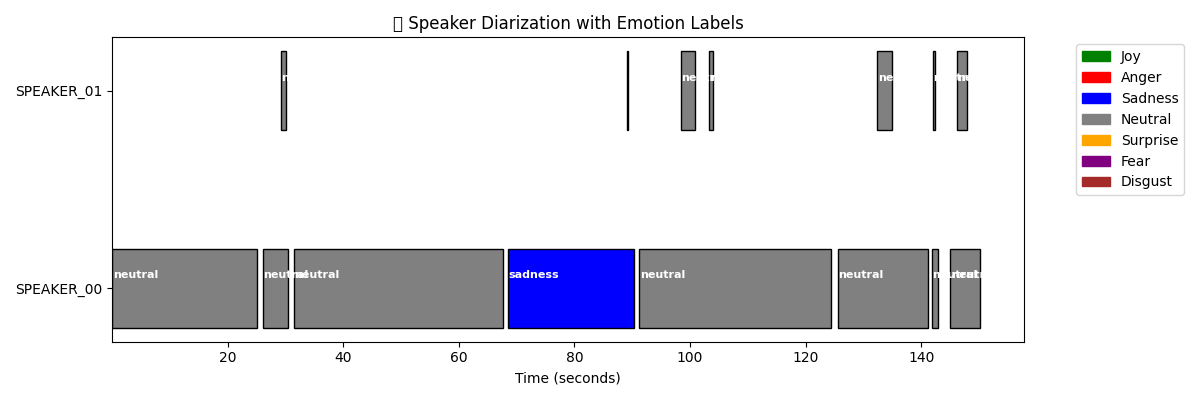 Speaker Diarization with Emotion Labels
SPEAKER_01
SPEAKER_00
neutral
neutral
neutral
sadness
neutral
neutral
20 40 60 80 100 120 140
Time (seconds)
Joy
Anger
Sadness
Neutral
Surprise
Fear
Disgust